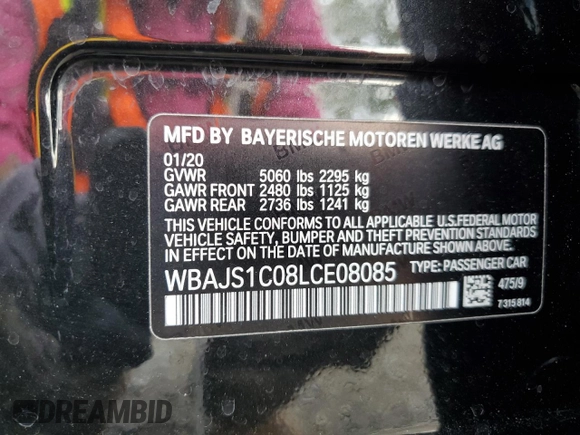 MFD BY BAYERISCHE MOTOREN WERKE AG
01/20
GVWR 5060 lbs 2295 kg
GAWR FRONT 2480 lbs 1125 kg
GAWR REAR 2736 lbs 1241 kg
THIS VEHICLE CONFORMS TO ALL APPLICABLE U.S.FEDERAL MOTOR
VEHICLE SAFETY, BUMPER, AND THEFT PREVENTION STANDARDS
IN EFFECT ON THE DATE OF MANUFACTURE SHOWN ABOVE.
WBAJS1C08LCE08085 TYPE: PASSENGER CAR
475/9
7 315 814
DREAMBID